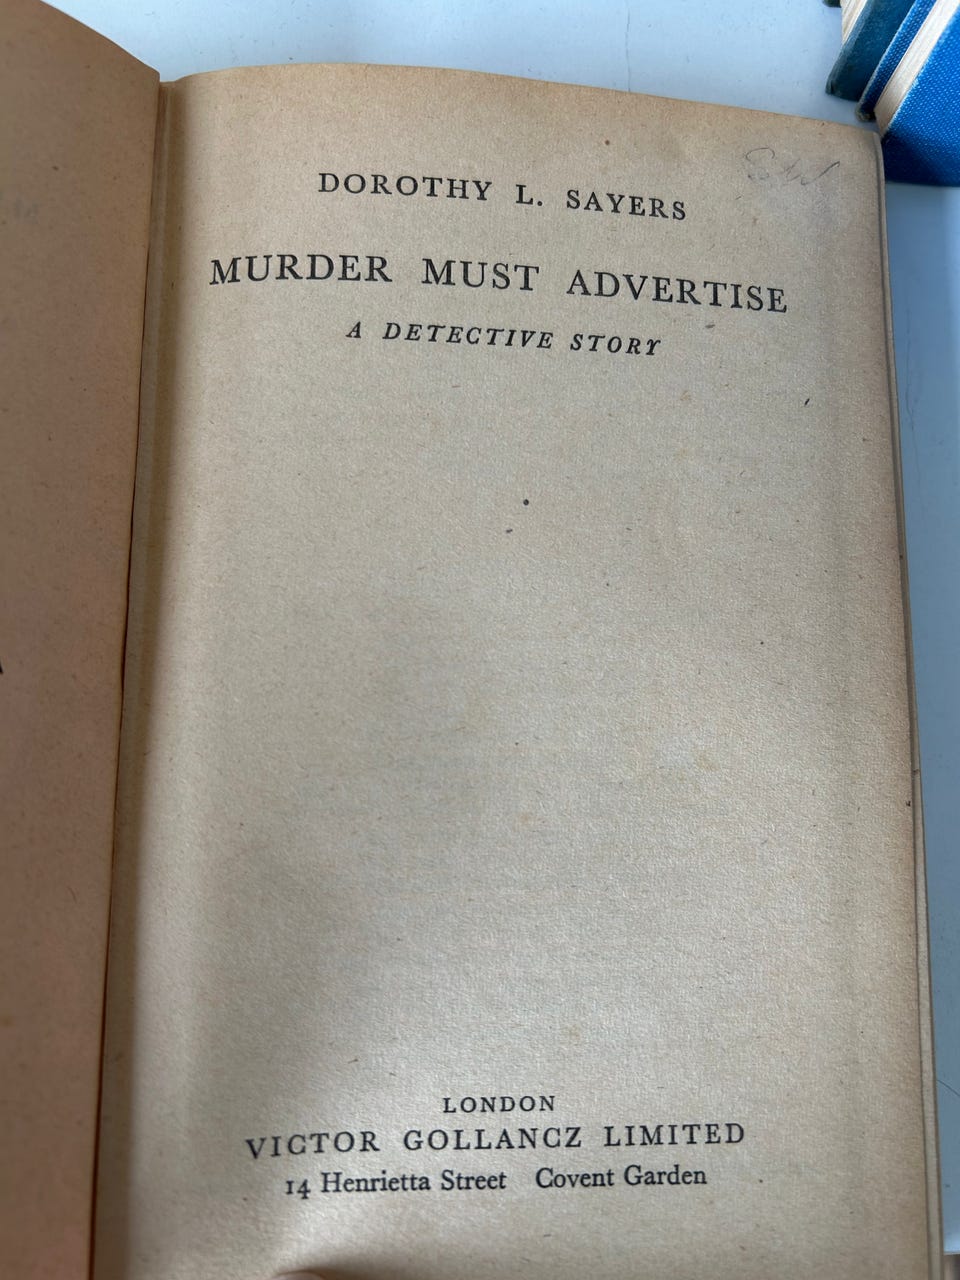 DOROTHY L. SAYERS
MURDER MUST ADVERTISE
A DETECTIVE STORY
LONDON
VICTOR GOLLANCZ LIMITED
14 Henrietta Street Covent Garden